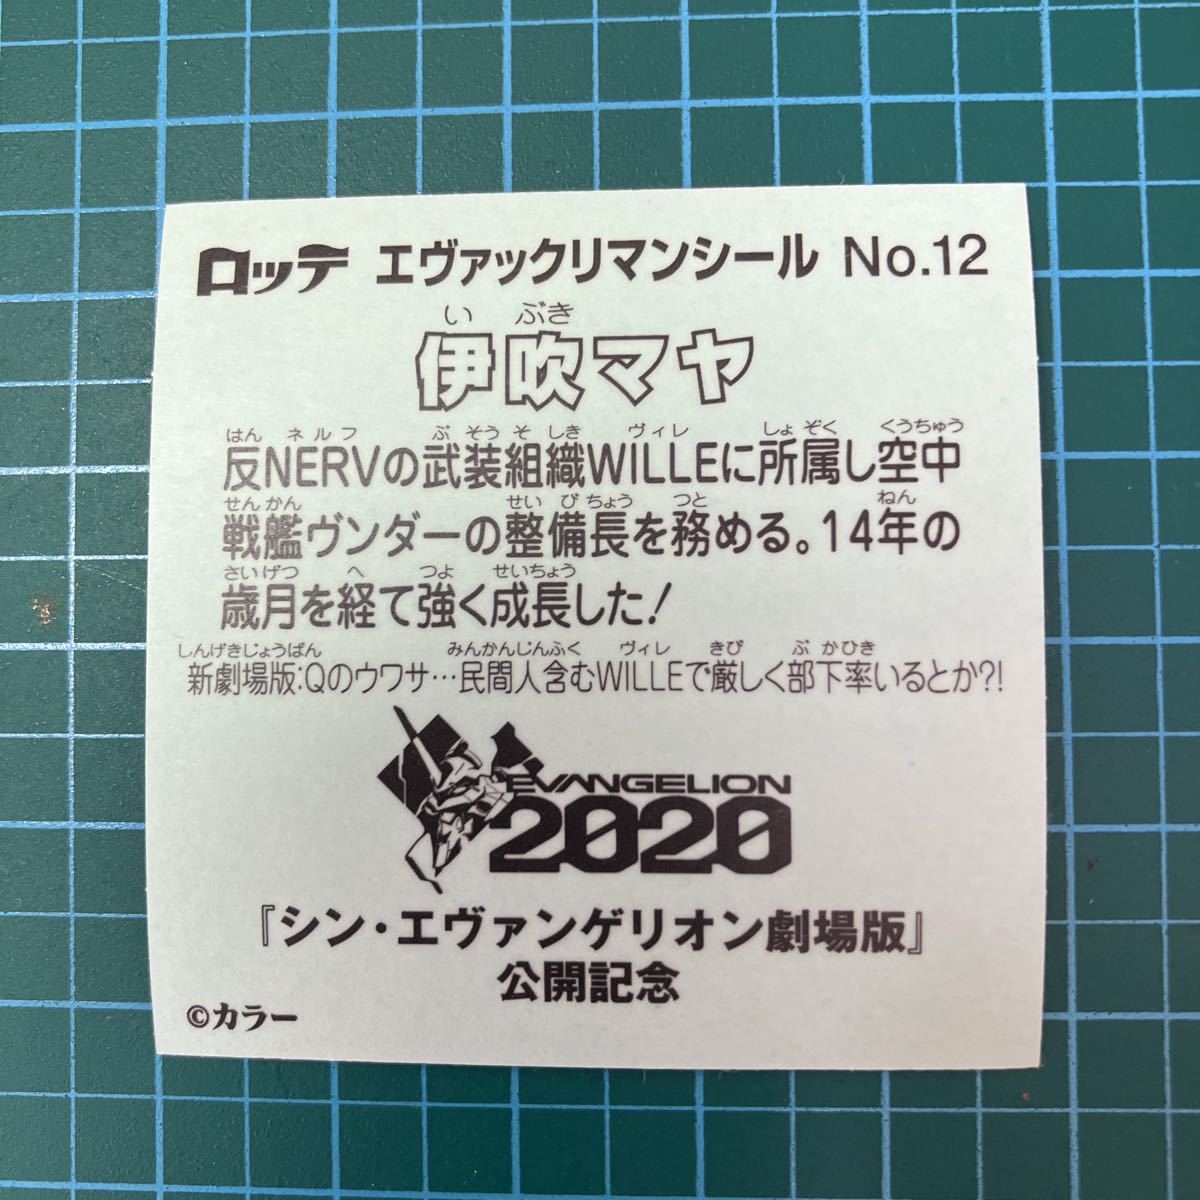 ロッテ エヴァックリマンシール No.12
い ぶき
伊吹マヤ
はん ネルフ ぶ そう そ しき ヴィレ しょ ぞく くうちゅう
反NERVの武装組織WILLEに所属し空中
せん かん せい び ちょう つと ねん
戦艦ヴンダーの整備長を務める。14年の
さい げつ へ つよ せいちょう
歳月を経て強く成長した!
しんげきじょうばん みんかんじんふく ヴィレ きび ぶ かひき
新劇場版:Qのウワサ…民間人含むWILLEで厳しく部下率いるとか?!
EVANGELION
2020
『シン・エヴァンゲリオン劇場版』
公開記念
©カラー